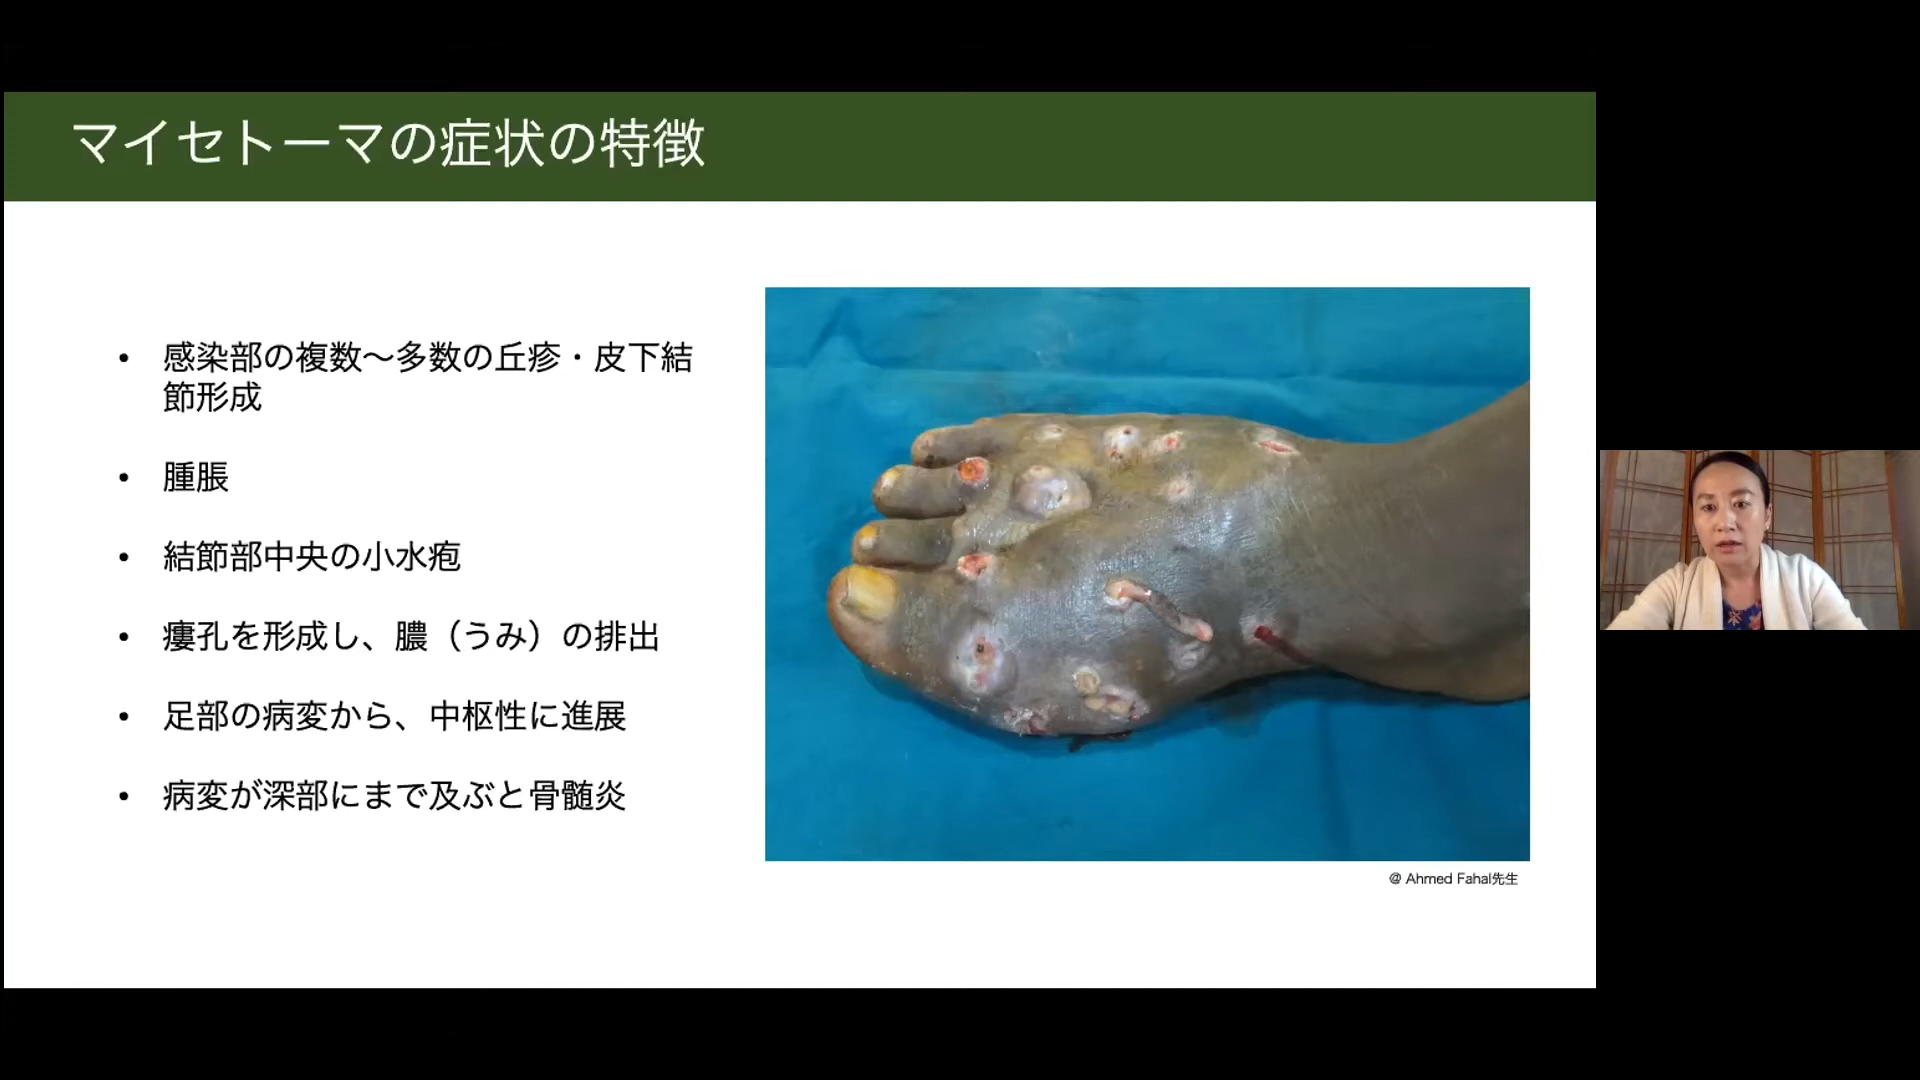 マイセトーマの症状の特徴
• 感染部の複数〜多数の丘疹・皮下結
節形成
• 腫脹
• 結節部中央の小水疱
• 瘻孔を形成し、膿（うみ）の排出
• 足部の病変から、中枢性に進展
• 病変が深部にまで及ぶと骨髄炎
@ Ahmed Fahal先生